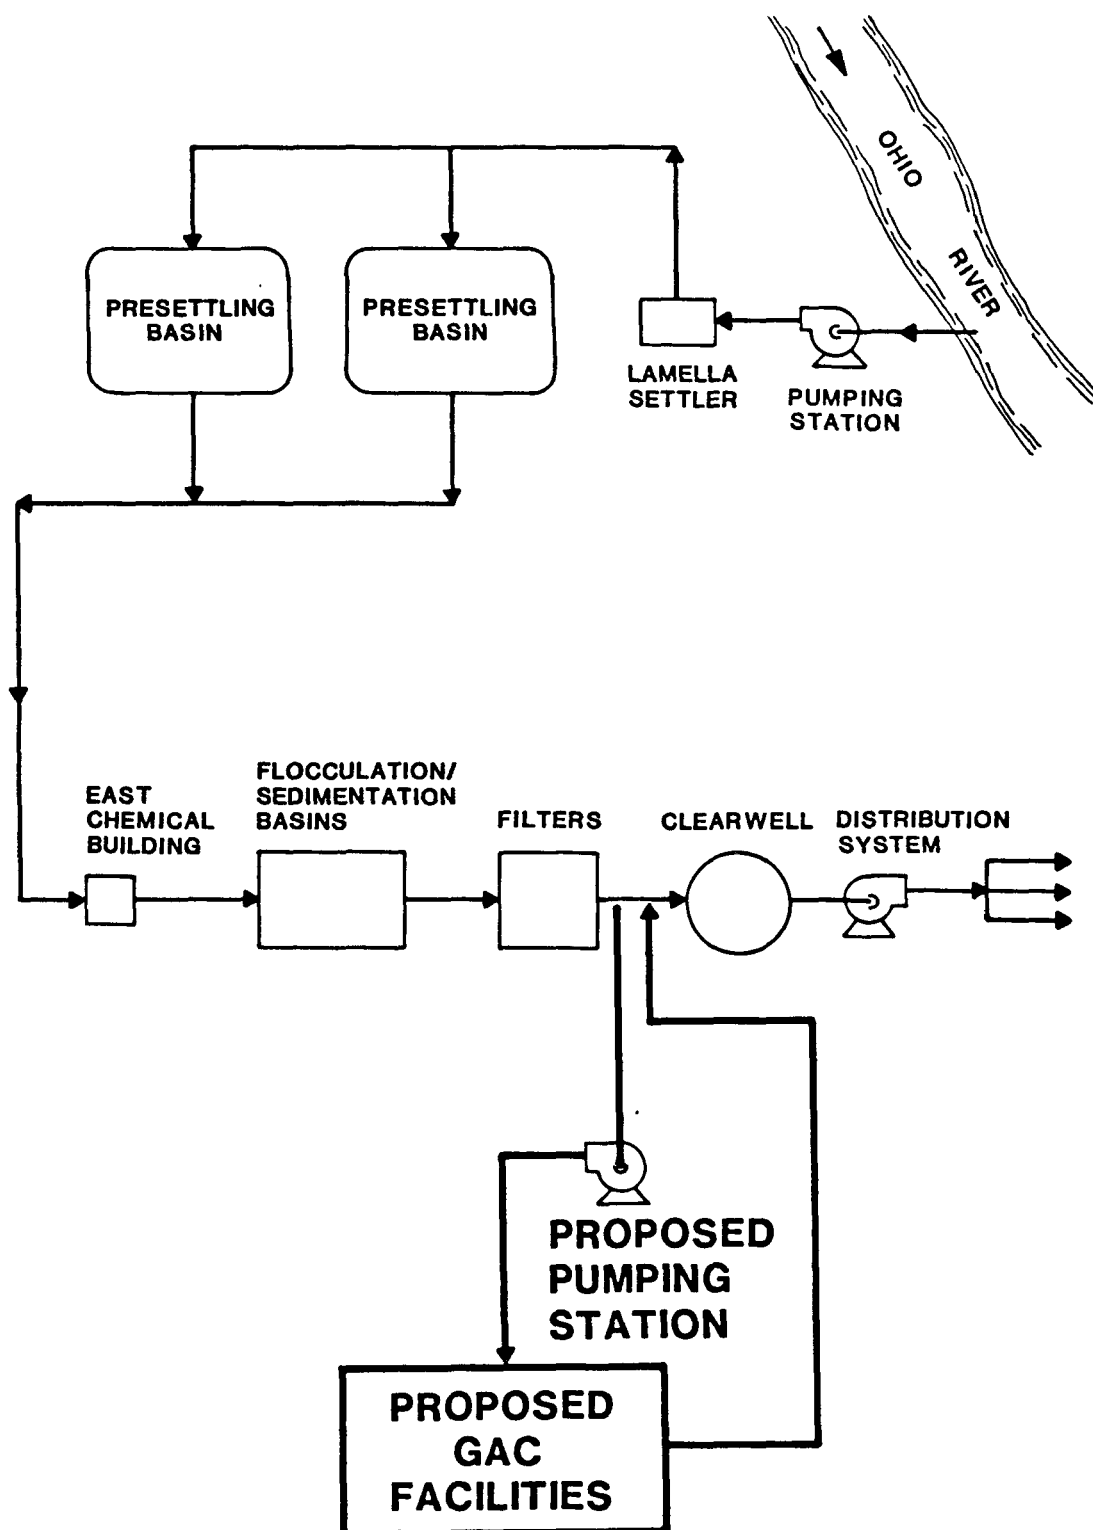 OHIO
RIVER
PRESETTLING
BASIN
PRESETTLING
BASIN
LAMELLA
SETTLER
PUMPING
STATION
EAST
CHEMICAL
BUILDING
FLOCCULATION/
SEDIMENTATION
BASINS
FILTERS
CLEARWELL
DISTRIBUTION
SYSTEM
PROPOSED
PUMPING
STATION
PROPOSED
GAC
FACILITIES